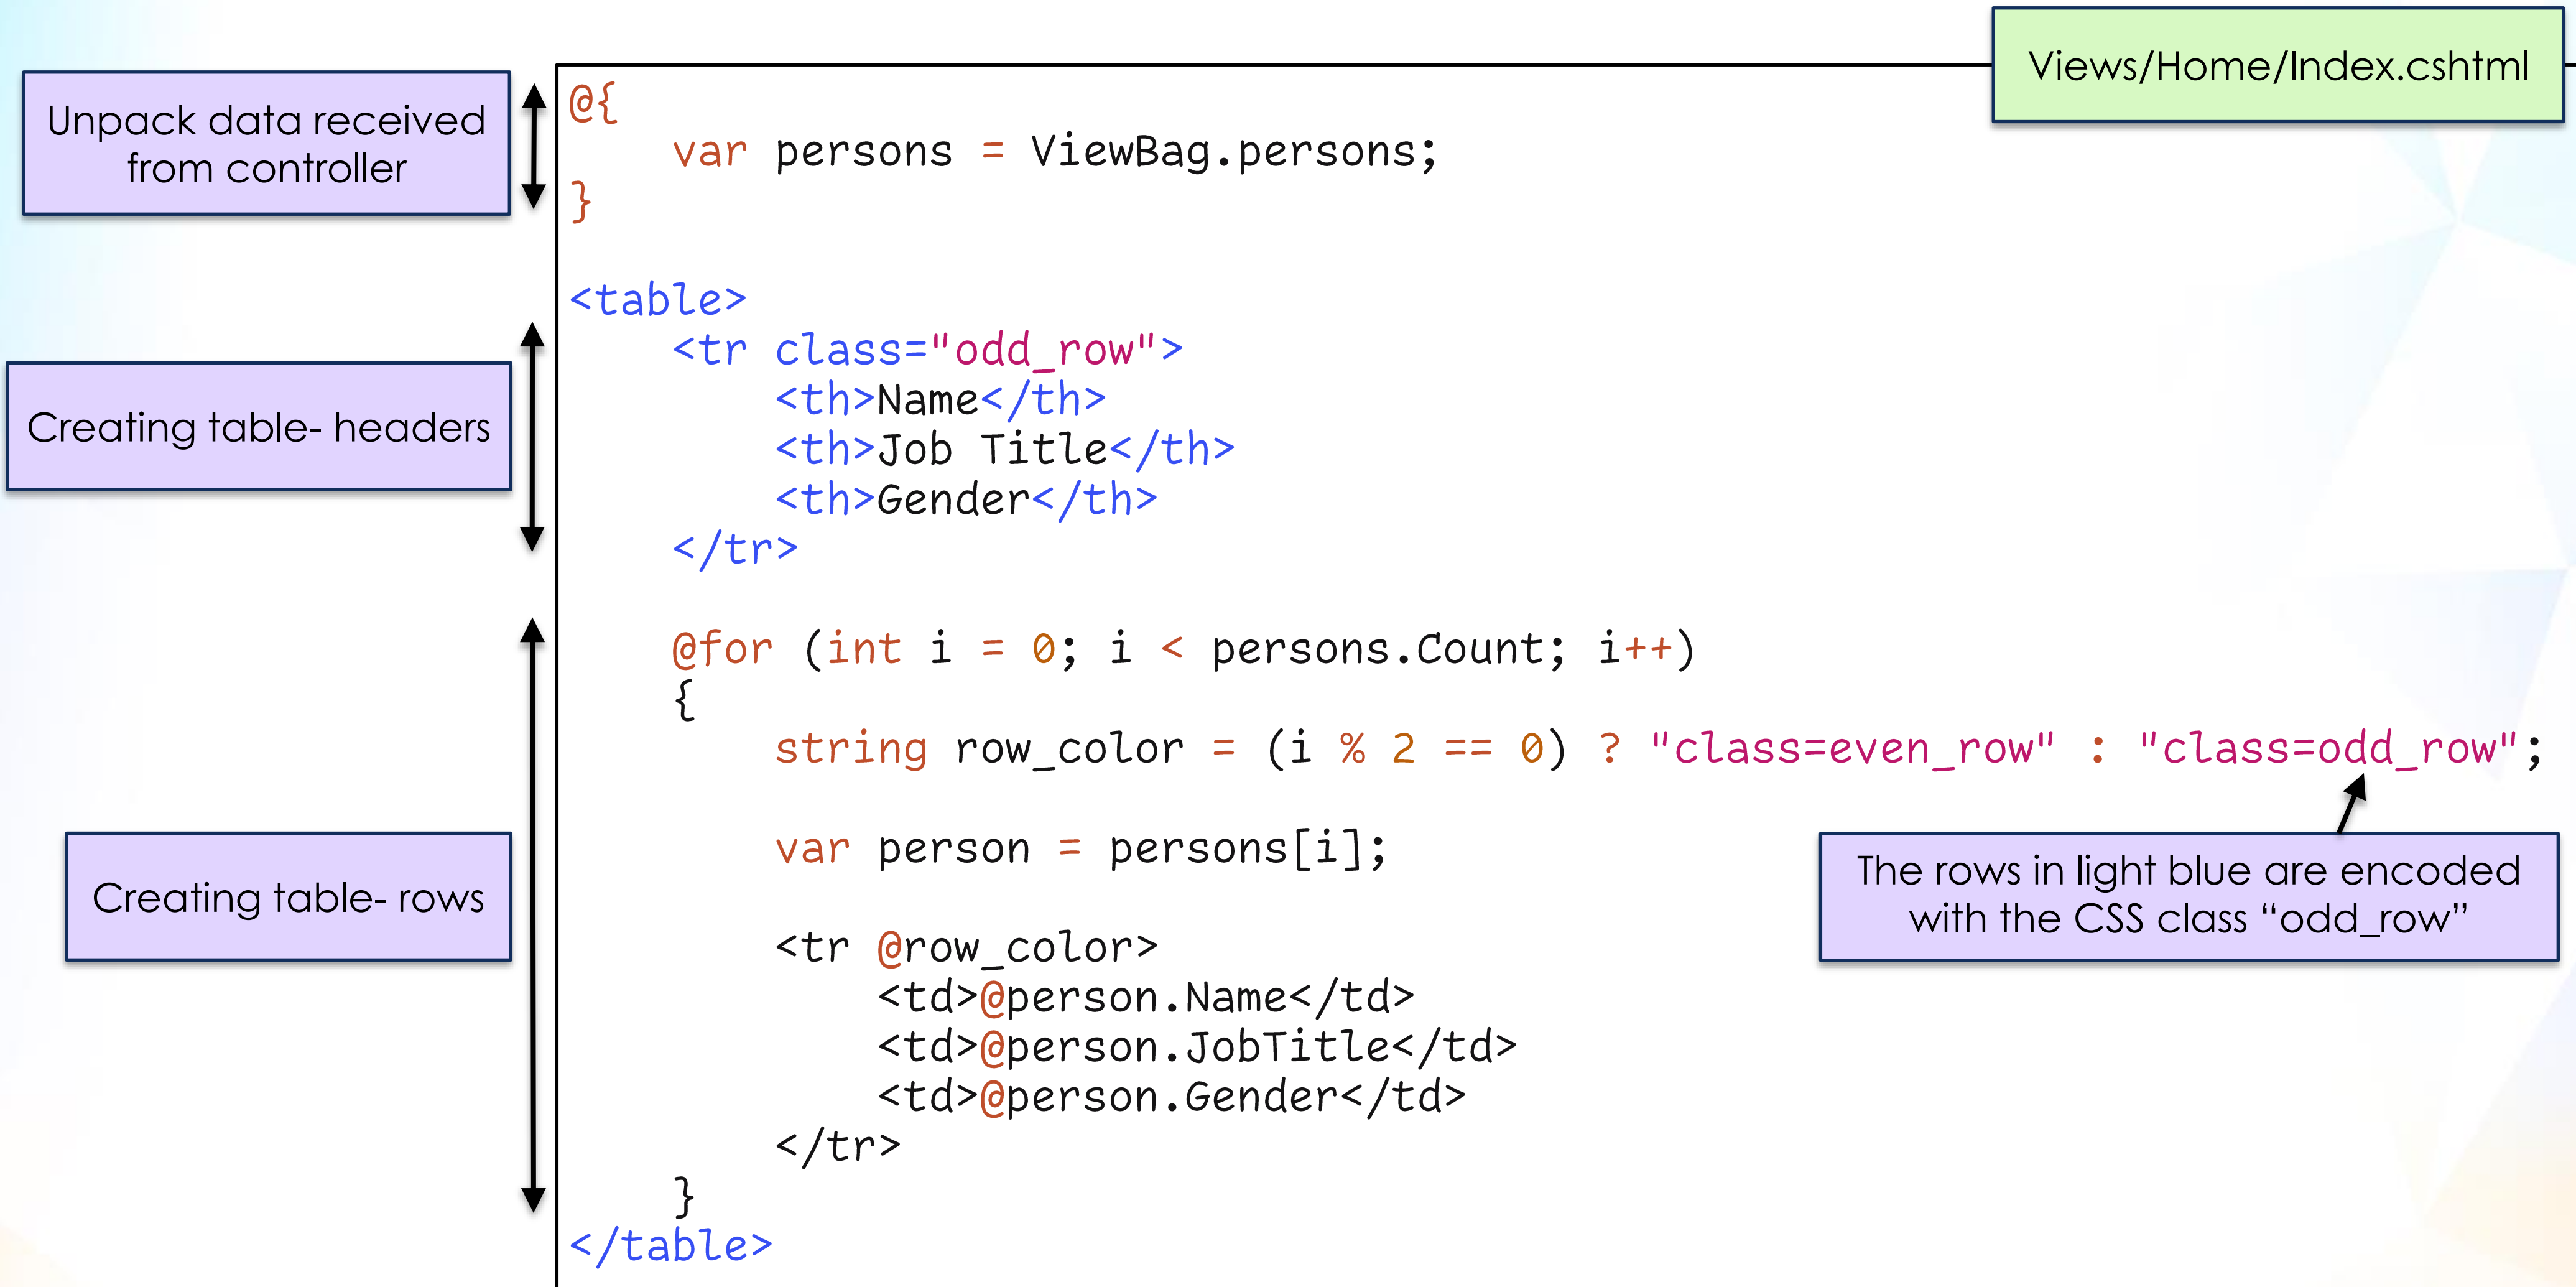 Views/Home/Index.cshtml
Unpack data received
from controller
@{
    var persons = ViewBag.persons;
}
<table>
Creating table- headers
    <tr class="odd_row">
        <th>Name</th>
        <th>Job Title</th>
        <th>Gender</th>
    </tr>
Creating table- rows
    @for (int i = 0; i < persons.Count; i++)
    {
        string row_color = (i % 2 == 0) ? "class=even_row" : "class=odd_row";
        var person = persons[i];
The rows in light blue are encoded
with the CSS class “odd_row”
        <tr @row_color>
            <td>@person.Name</td>
            <td>@person.JobTitle</td>
            <td>@person.Gender</td>
        </tr>
    }
</table>